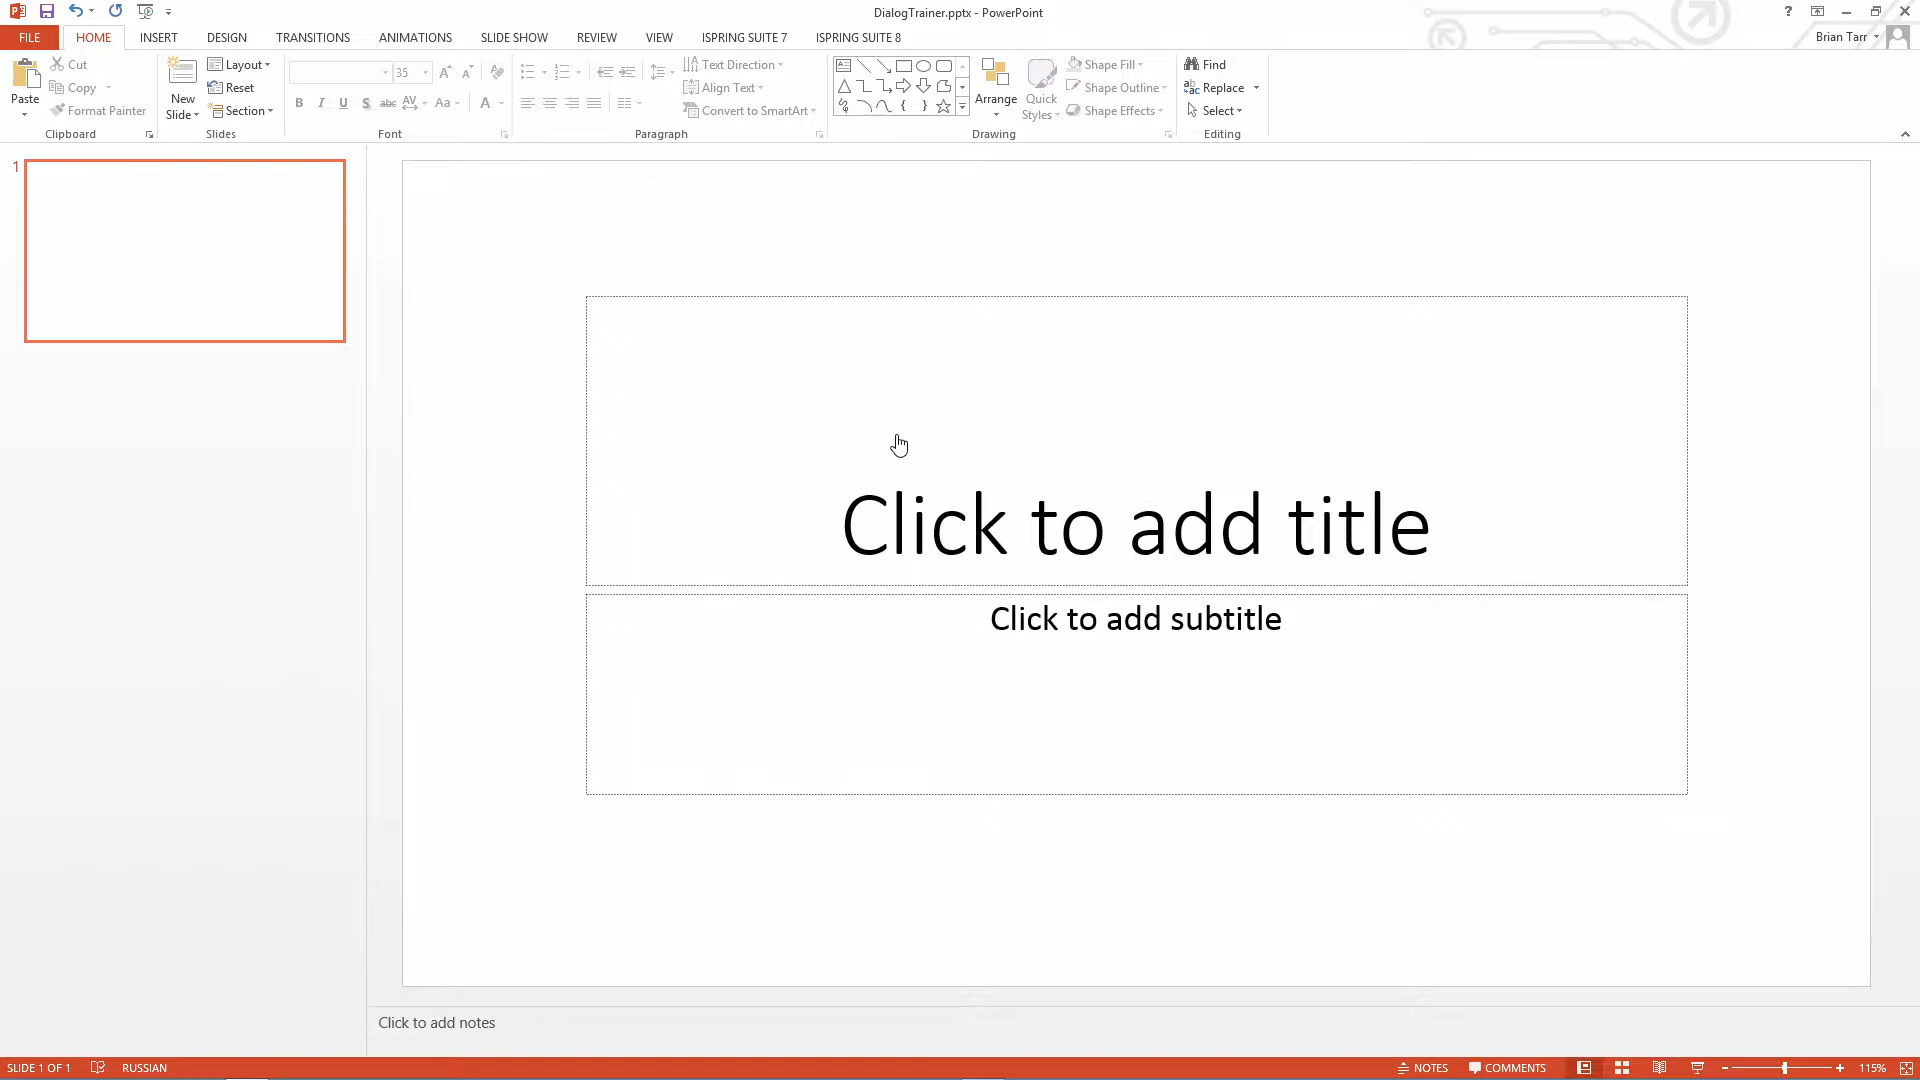 DialogTrainer.pptx - PowerPoint
?
FILE HOME INSERT DESIGN TRANSITIONS ANIMATIONS SLIDE SHOW REVIEW VIEW ISPRING SUITE 7 ISPRING SUITE 8
Brian Tarr
Paste
Cut
Copy
Format Painter
Clipboard
New
Slide
Layout
Reset
Section
Slides
35
B I U S abc AV Aa A
Font
Text Direction
Align Text
Convert to SmartArt
Paragraph
Arrange
Quick
Styles
Shape Fill
Shape Outline
Shape Effects
Drawing
Find
Replace
Select
Editing
1
Click to add title
Click to add subtitle
Click to add notes
SLIDE 1 OF 1 RUSSIAN
NOTES COMMENTS 115%